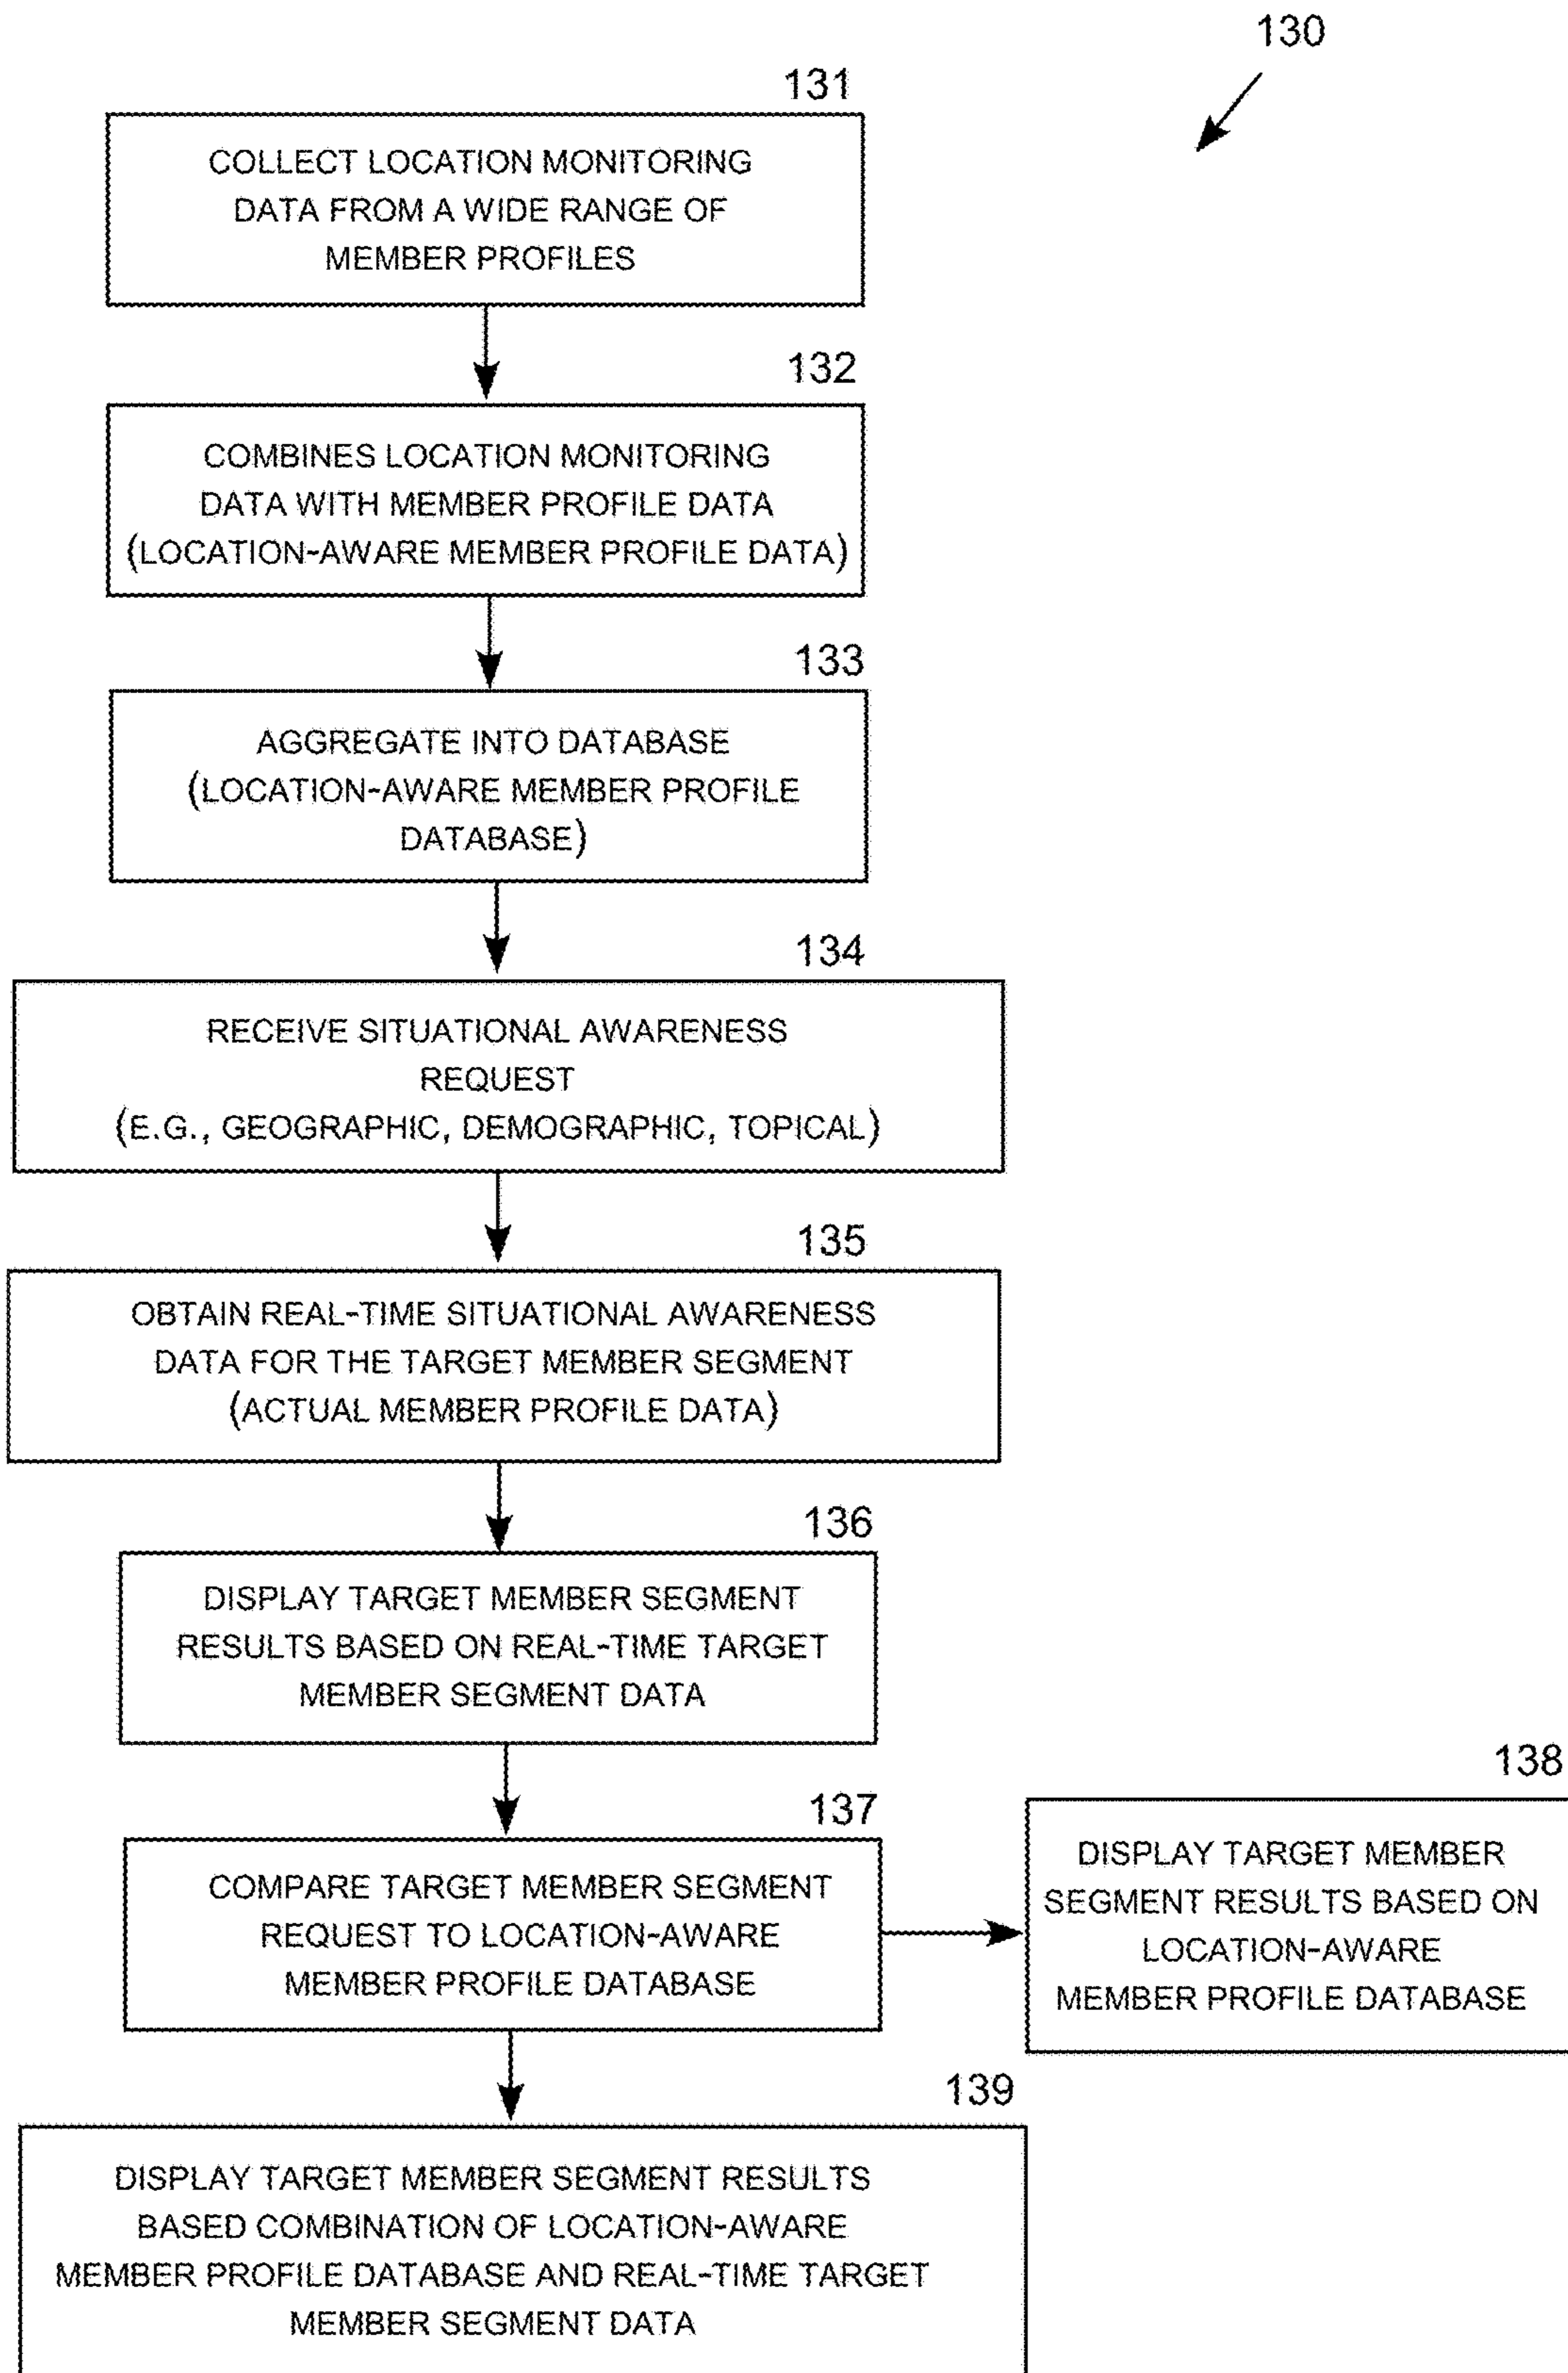 130
131
COLLECT LOCATION MONITORING
DATA FROM A WIDE RANGE OF
MEMBER PROFILES
132
COMBINES LOCATION MONITORING
DATA WITH MEMBER PROFILE DATA
(LOCATION-AWARE MEMBER PROFILE DATA)
133
AGGREGATE INTO DATABASE
(LOCATION-AWARE MEMBER PROFILE
DATABASE)
134
RECEIVE SITUATIONAL AWARENESS
REQUEST
(E.G., GEOGRAPHIC, DEMOGRAPHIC, TOPICAL)
135
OBTAIN REAL-TIME SITUATIONAL AWARENESS
DATA FOR THE TARGET MEMBER SEGMENT
(ACTUAL MEMBER PROFILE DATA)
136
DISPLAY TARGET MEMBER SEGMENT
RESULTS BASED ON REAL-TIME TARGET
MEMBER SEGMENT DATA
137
COMPARE TARGET MEMBER SEGMENT
REQUEST TO LOCATION-AWARE
MEMBER PROFILE DATABASE
138
DISPLAY TARGET MEMBER
SEGMENT RESULTS BASED ON
LOCATION-AWARE
MEMBER PROFILE DATABASE
139
DISPLAY TARGET MEMBER SEGMENT RESULTS
BASED COMBINATION OF LOCATION-AWARE
MEMBER PROFILE DATABASE AND REAL-TIME TARGET
MEMBER SEGMENT DATA